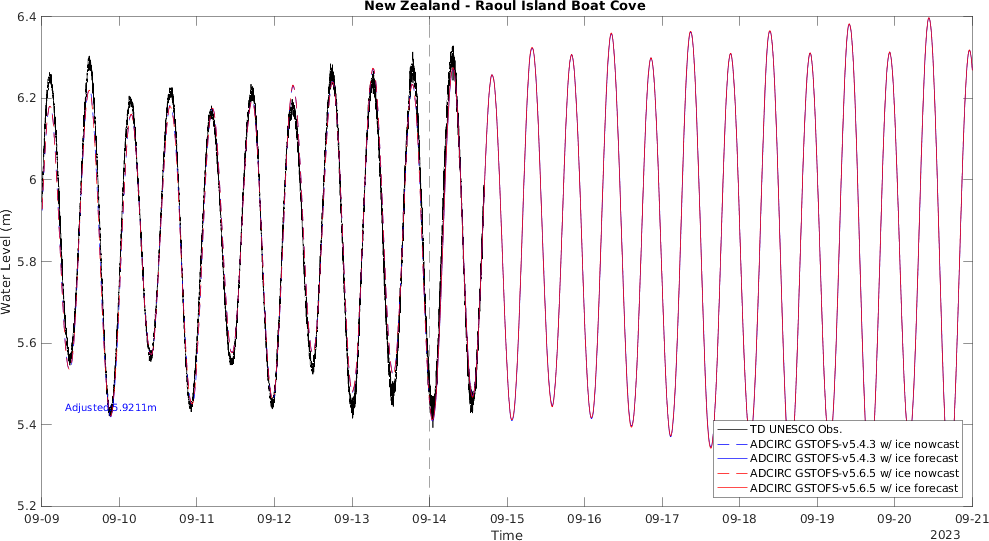 New Zealand - Raoul Island Boat Cove
6.4
6.2
6
5.8
5.6
5.4
5.2
Water Level (m)
Adjusted 5.9211m
TD UNESCO Obs.
ADCIRC GSTOFS-v5.4.3 w/ ice nowcast
ADCIRC GSTOFS-v5.4.3 w/ ice forecast
ADCIRC GSTOFS-v5.6.5 w/ ice nowcast
ADCIRC GSTOFS-v5.6.5 w/ ice forecast
09-09 09-10 09-11 09-12 09-13 09-14 09-15 09-16 09-17 09-18 09-19 09-20 09-21
Time
2023